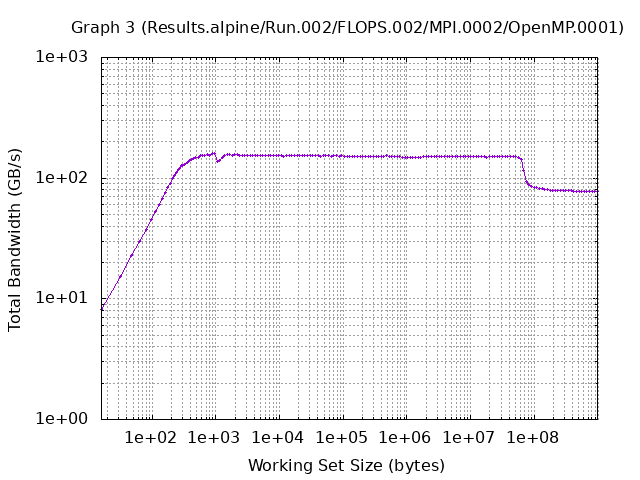 Graph 3 (Results.alpine/Run.002/FLOPS.002/MPI.0002/OpenMP.0001)
1e+03
1e+02
1e+01
1e+00
Total Bandwidth (GB/s)
1e+02 1e+03 1e+04 1e+05 1e+06 1e+07 1e+08
Working Set Size (bytes)